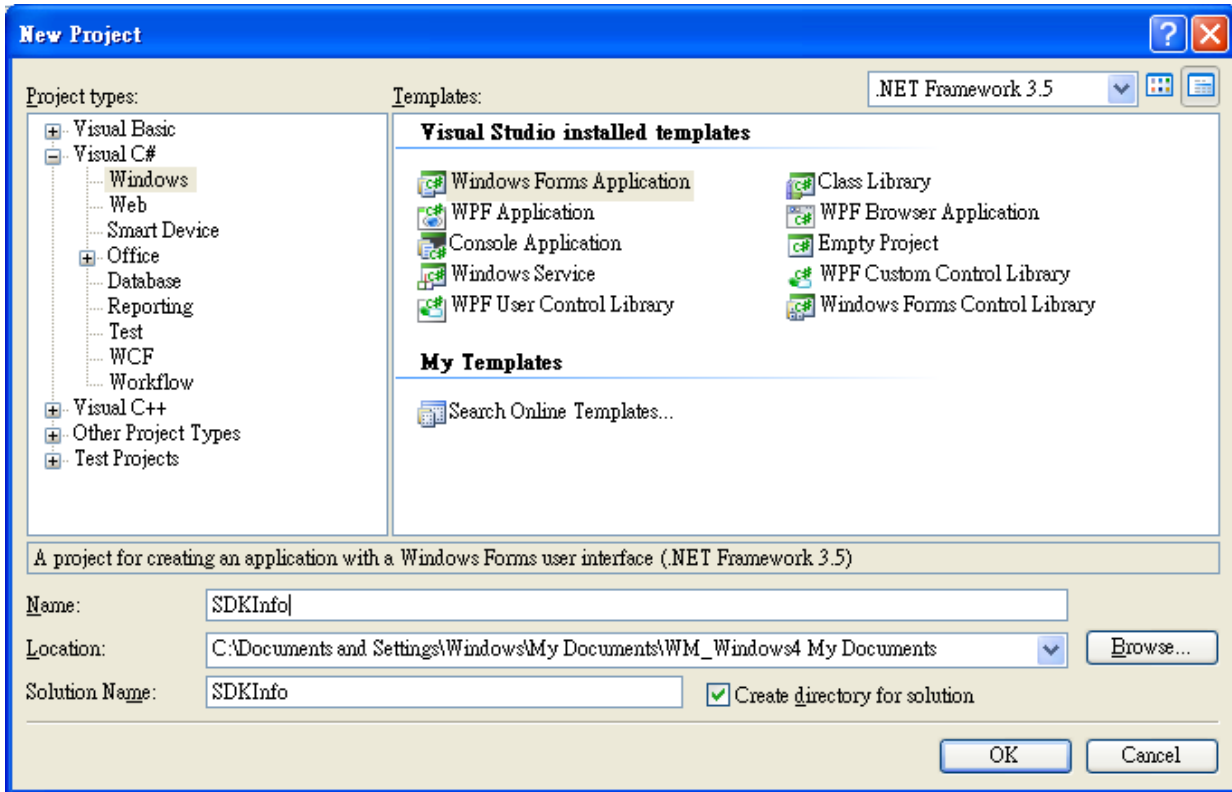 New Project
Project types:
Templates:
.NET Framework 3.5
Visual Basic
Visual C#
Windows
Web
Smart Device
Office
Database
Reporting
Test
WCF
Workflow
Visual C++
Other Project Types
Test Projects
Visual Studio installed templates
Windows Forms Application
Class Library
WPF Application
WPF Browser Application
Console Application
Empty Project
Windows Service
WPF Custom Control Library
WPF User Control Library
Windows Forms Control Library
My Templates
Search Online Templates...
A project for creating an application with a Windows Forms user interface (.NET Framework 3.5)
Name:
SDKInfo
Location:
C:\Documents and Settings\Windows\My Documents\WM_Windows4 My Documents
Browse...
Solution Name:
SDKInfo
Create directory for solution
OK
Cancel